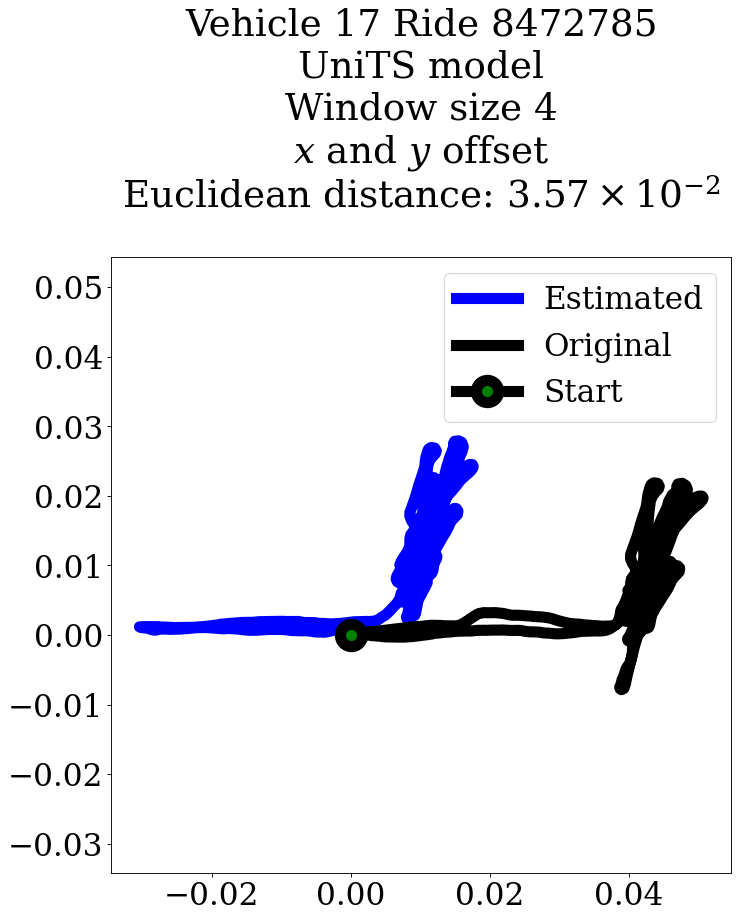 Vehicle 17 Ride 8472785
UniTS model
Window size 4
x and y offset
Euclidean distance: 3.57 × 10⁻²
Estimated
Original
Start
0.05
0.04
0.03
0.02
0.01
0.00
−0.01
−0.02
−0.03
−0.02 0.00 0.02 0.04